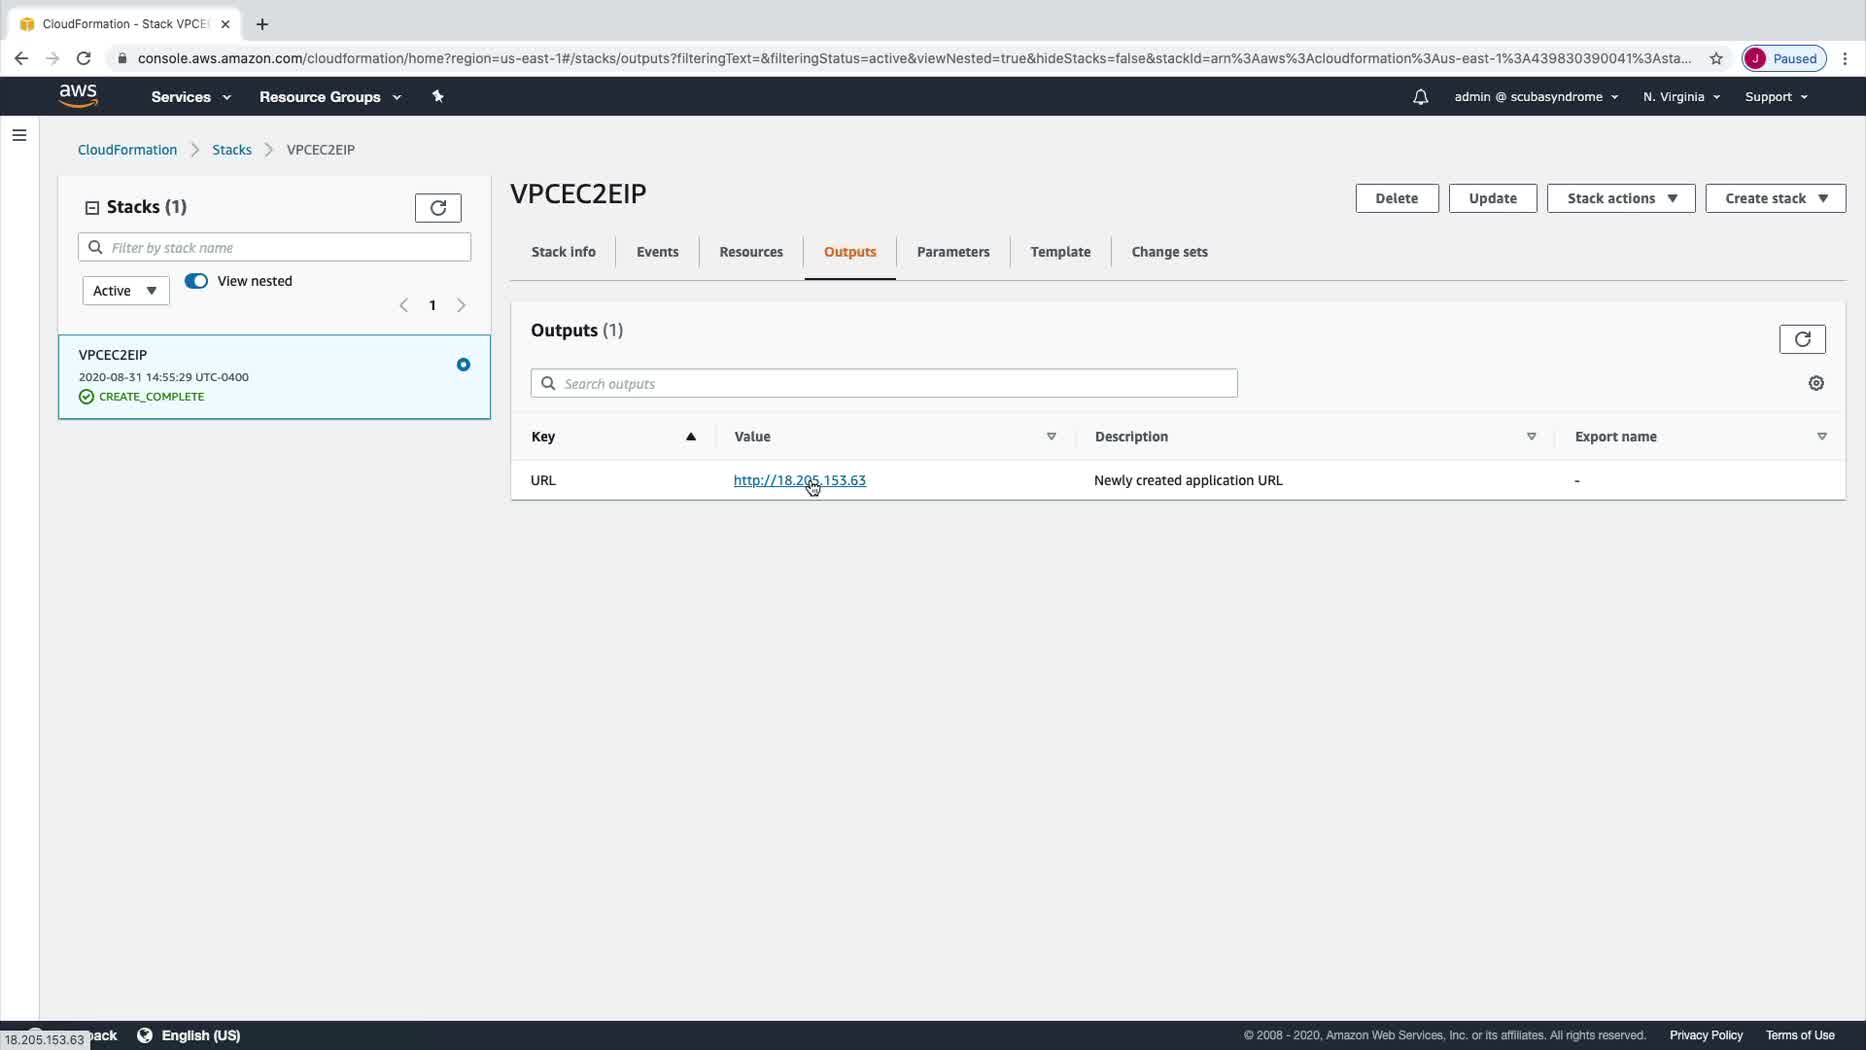 CloudFormation - Stack VPCE
console.aws.amazon.com/cloudformation/home?region=us-east-1#/stacks/outputs?filteringText=&filteringStatus=active&viewNested=true&hideStacks=false&stackId=arn%3Aaws%3Acloudformation%3Aus-east-1%3A439830390041%3Asta...
J Paused
aws Services Resource Groups admin @ scubasyndrome N. Virginia Support
CloudFormation Stacks VPCEC2EIP
Stacks (1)
Filter by stack name
Active View nested
1
VPCEC2EIP
2020-08-31 14:55:29 UTC-0400
CREATE_COMPLETE
VPCEC2EIP
Delete Update Stack actions Create stack
Stack info Events Resources Outputs Parameters Template Change sets
Outputs (1)
Search outputs
Key Value Description Export name
URL http://18.205.153.63 Newly created application URL -
18.205.153.63 back English (US) © 2008 - 2020, Amazon Web Services, Inc. or its affiliates. All rights reserved. Privacy Policy Terms of Use